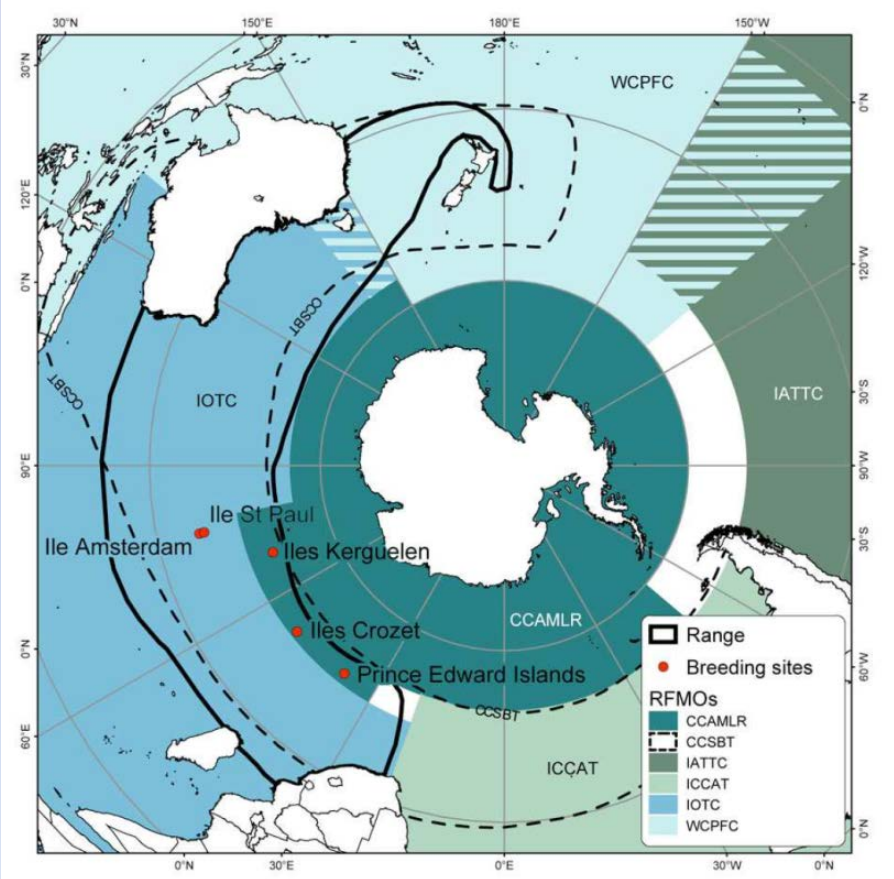 30°N
150°E
180°E
150°W
30°N
0°N
WCPFC
120°E
120°W
0°N
CCSBT
CCSBT
IOTC
IATTC
30°S
90°E
90°W
Ile St Paul
Ile Amsterdam
Iles Kerguelen
30°S
CCAMLR
Iles Crozet
Prince Edward Islands
0°N
60°W
CCSBT
60°E
ICCAT
Range
Breeding sites
RFMOs
CCAMLR
CCSBT
IATTC
ICCAT
IOTC
WCPFC
0°N
0°N
30°E
0°E
30°W
0°N